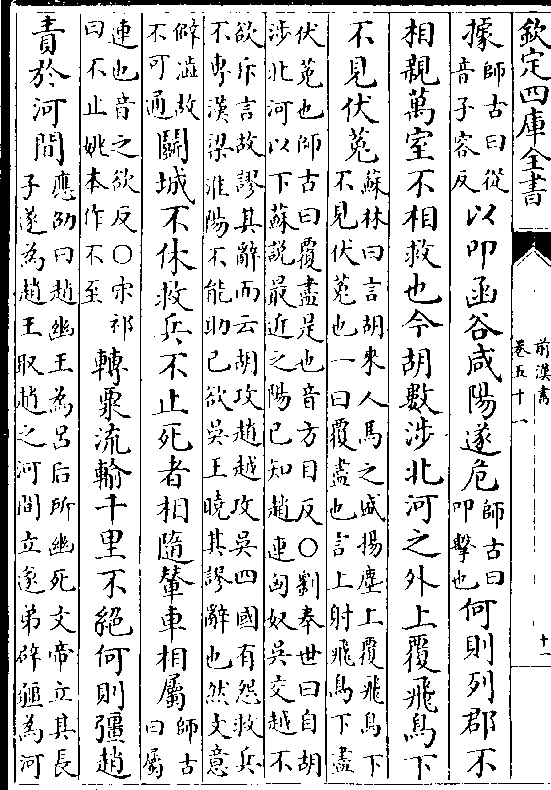 欽定四庫全書
前漢書
卷五十一
十一
據師古曰從
音子容反以叩函谷咸陽遂危師古曰
叩擊也何則列郡不
相親萬室不相救也今胡數涉北河之外上覆飛鳥下
不見伏菟蘇林曰言胡來人馬之盛揚塵上覆飛鳥下
不見伏菟也一曰覆盡也言上射飛鳥下盡
伏菟也師古曰覆盡是也音方目反○劉奉世曰自胡
涉北河以下蘇説最近之陽已知趙連匈奴吳交越不
欲斥言故謬其辭而云胡攻趙越攻吳四國有怨救兵
不專漢梁淮陽不能助已欲吳王曉其謬辭也然文意
僻澁故
不可通鬭城不休救兵不止死者相隨輦車相屬師古
曰屬
連也音之欲反○宋祁
曰不止姚本作不至轉粟流輸千里不絕何則彊趙
責於河間應劭曰趙幽王為吕后所幽死文帝立其長
子遂為趙王取趙之河間立遂弟辟疆為河